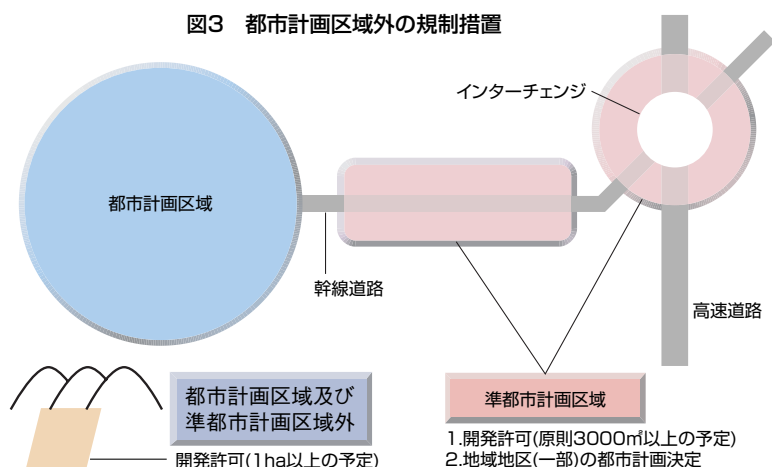 図3 都市計画区域外の規制措置
インターチェンジ
都市計画区域
幹線道路
高速道路
都市計画区域及び
準都市計画区域外
開発許可(1ha以上の予定)
準都市計画区域
1.開発許可(原則3000㎡以上の予定)
2.地域地区(一部)の都市計画決定